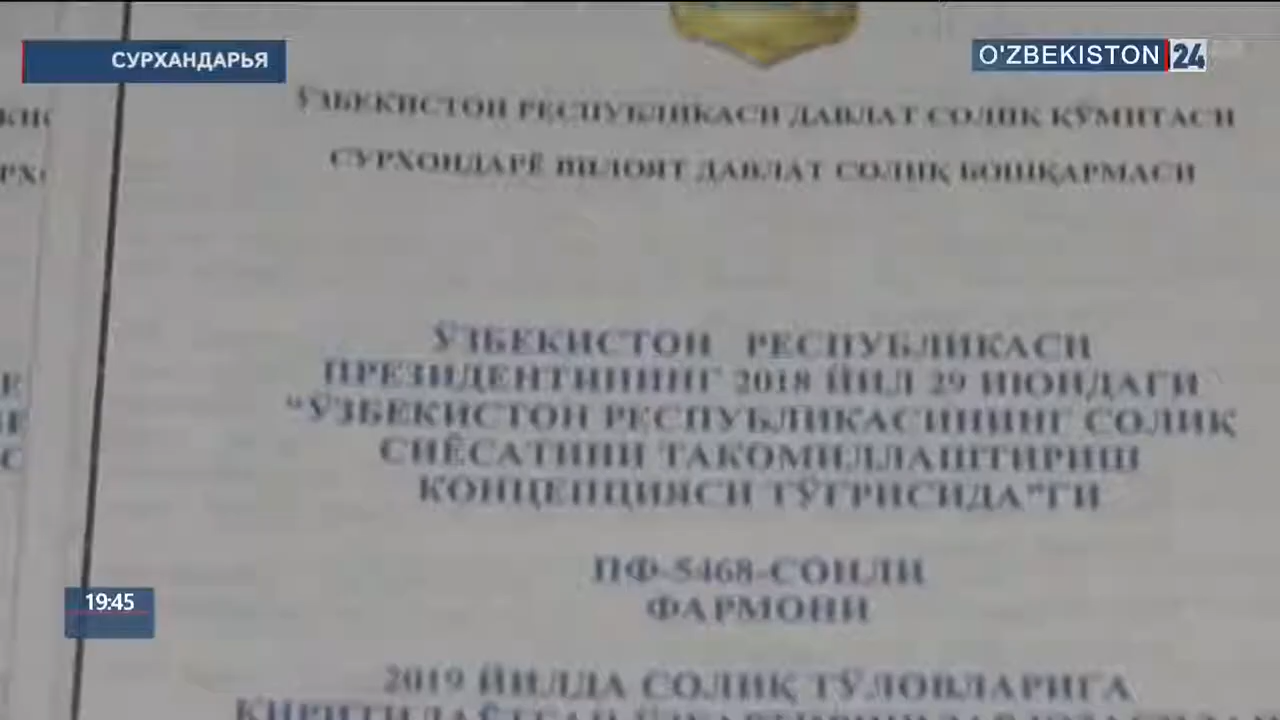 СУРХАНДАРЬЯ
O'ZBEKISTON 24
ЎЗБЕКИСТОН РЕСПУБЛИКАСИ ДАВЛАТ СОЛИҚ ҚЎМИТАСИ
СУРХОНДАРЁ ВИЛОЯТ ДАВЛАТ СОЛИҚ БОШҚАРМАСИ
ЎЗБЕКИСТОН РЕСПУБЛИКАСИ
ПРЕЗИДЕНТИНИНГ 2018 ЙИЛ 29 ИЮНДАГИ
“ЎЗБЕКИСТОН РЕСПУБЛИКАСИНИНГ СОЛИҚ
СИЁСАТИНИ ТАКОМИЛЛАШТИРИШ
КОНЦЕПЦИЯСИ ТЎҒРИСИДА”ГИ
ПФ-5468-СОНЛИ
ФАРМОНИ
19:45
2019 ЙИЛДА СОЛИҚ ТЎЛОВЛАРИГА